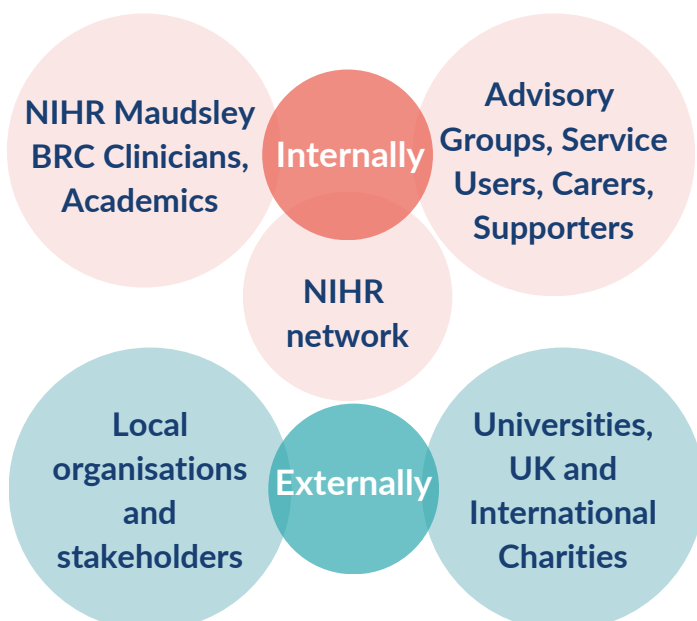 NIHR Maudsley
BRC Clinicians,
Academics
Internally
Advisory
Groups, Service
Users, Carers,
Supporters
NIHR
network
Local
organisations
and
stakeholders
Externally
Universities,
UK and
International
Charities